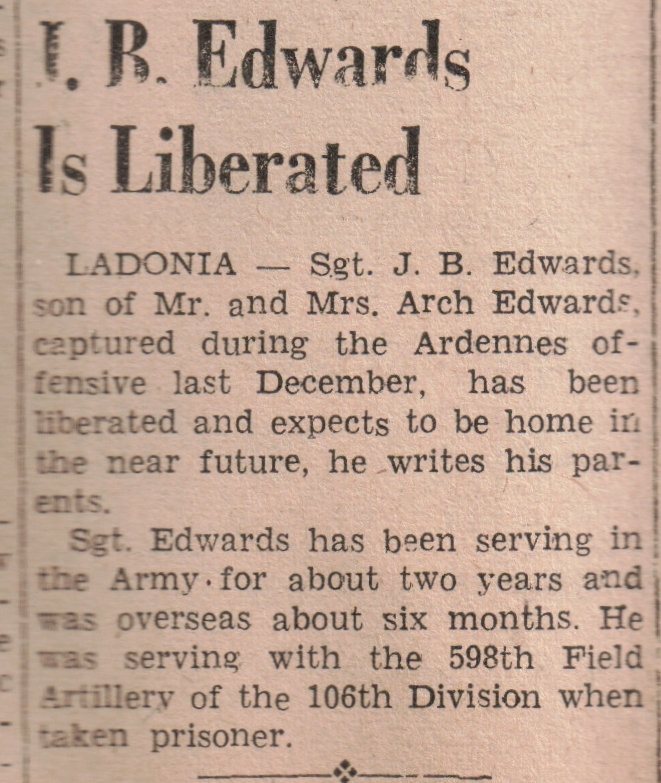 J. B. Edwards
Is Liberated
LADONIA — Sgt. J. B. Edwards,
son of Mr. and Mrs. Arch Edwards,
captured during the Ardennes of-
fensive last December, has been
liberated and expects to be home in
the near future, he writes his par-
ents.
Sgt. Edwards has been serving in
the Army for about two years and
was overseas about six months. He
was serving with the 598th Field
Artillery of the 106th Division when
taken prisoner.